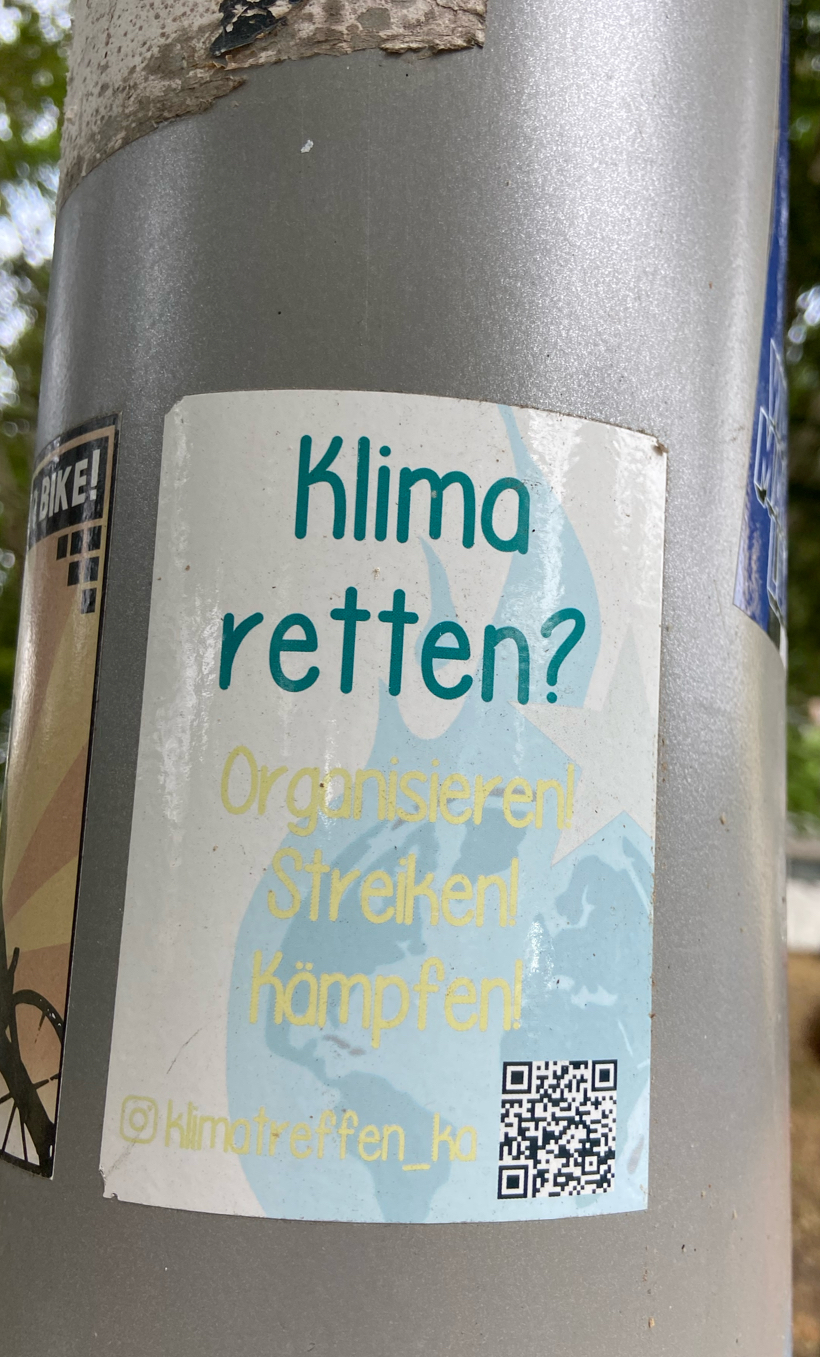 BIKE!
Klima
retten?
Organisieren!
Streiken!
Kämpfen!
klimatreffen_ka